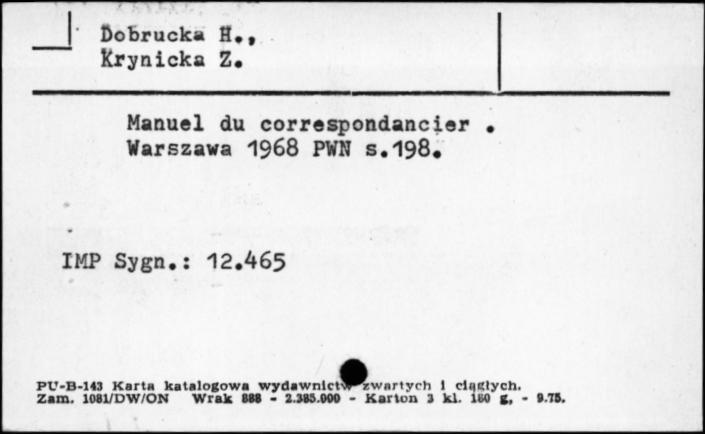 Dobrucka H.,
Krynicka Z.
Manuel du correspondancier .
Warszawa 1968 PWN s.198.
IMP Sygn.: 12.465
PU-B-143 Karta katalogowa wydawnictw zwartych i ciągłych.
Zam. 1081/DW/ON Wrak 888 - 2.385.000 - Karton 3 kl. 180 g, - 9.75.